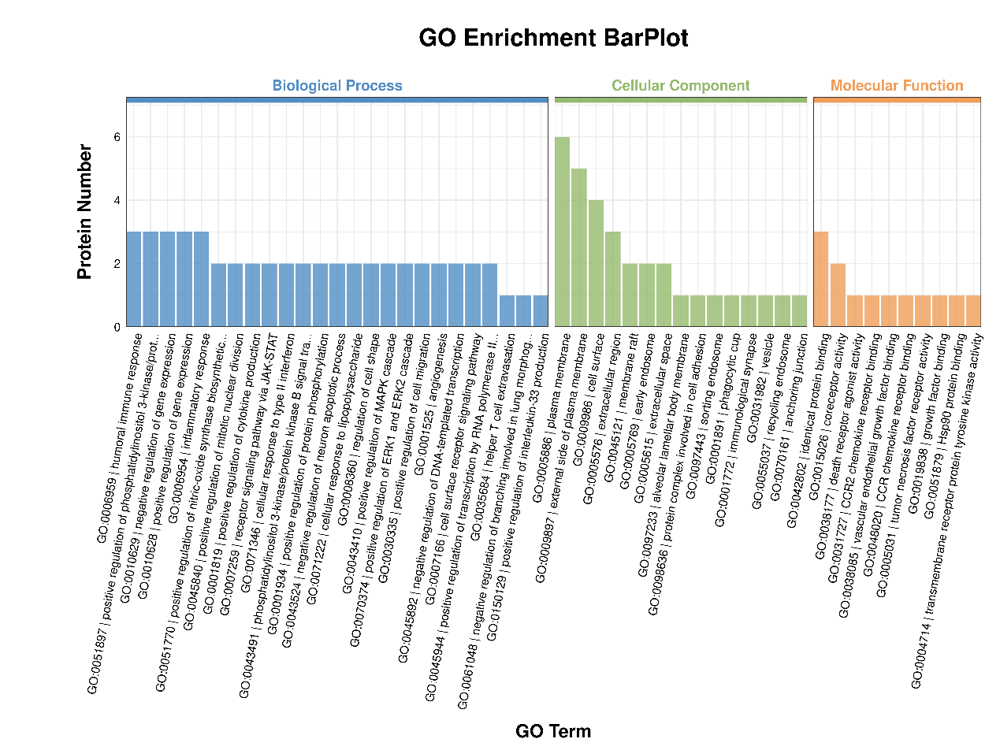 GO Enrichment BarPlot
Biological Process
Cellular Component
Molecular Function
Protein Number
6
4
2
0
GO:0006959 | humoral immune response
GO:0051897 | positive regulation of phosphatidylinositol 3-kinase/prot...
GO:0010629 | negative regulation of gene expression
GO:0010628 | positive regulation of gene expression
GO:0006954 | inflammatory response
GO:0051770 | positive regulation of nitric-oxide synthase biosynthetic...
GO:0045840 | positive regulation of mitotic nuclear division
GO:0001819 | positive regulation of cytokine production
GO:0007259 | receptor signaling pathway via JAK-STAT
GO:0071346 | cellular response to type II interferon
GO:0043491 | phosphatidylinositol 3-kinase/protein kinase B signal tra...
GO:0001934 | positive regulation of protein phosphorylation
GO:0043524 | negative regulation of neuron apoptotic process
GO:0071222 | cellular response to lipopolysaccharide
GO:0008360 | regulation of cell shape
GO:0043410 | positive regulation of MAPK cascade
GO:0070374 | positive regulation of ERK1 and ERK2 cascade
GO:0030335 | positive regulation of cell migration
GO:0001525 | angiogenesis
GO:0045892 | negative regulation of DNA-templated transcription
GO:0007166 | cell surface receptor signaling pathway
GO:0045944 | positive regulation of transcription by RNA polymerase II...
GO:0035684 | helper T cell extravasation
GO:0061048 | negative regulation of branching involved in lung morphog...
GO:0150129 | positive regulation of interleukin-33 production
GO:0005886 | plasma membrane
GO:0009897 | external side of plasma membrane
GO:0009986 | cell surface
GO:0005576 | extracellular region
GO:0045121 | membrane raft
GO:0005769 | early endosome
GO:0005615 | extracellular space
GO:0097233 | alveolar lamellar body membrane
GO:0098636 | protein complex involved in cell adhesion
GO:0097443 | sorting endosome
GO:0001891 | phagocytic cup
GO:0001772 | immunological synapse
GO:0031982 | vesicle
GO:0055037 | recycling endosome
GO:0070161 | anchoring junction
GO:0042802 | identical protein binding
GO:0015026 | coreceptor activity
GO:0038177 | death receptor agonist activity
GO:0031727 | CCR2 chemokine receptor binding
GO:0038085 | vascular endothelial growth factor binding
GO:0048020 | CCR chemokine receptor binding
GO:0005031 | tumor necrosis factor receptor activity
GO:0019838 | growth factor binding
GO:0051879 | Hsp90 protein binding
GO:0004714 | transmembrane receptor protein tyrosine kinase activity
GO Term